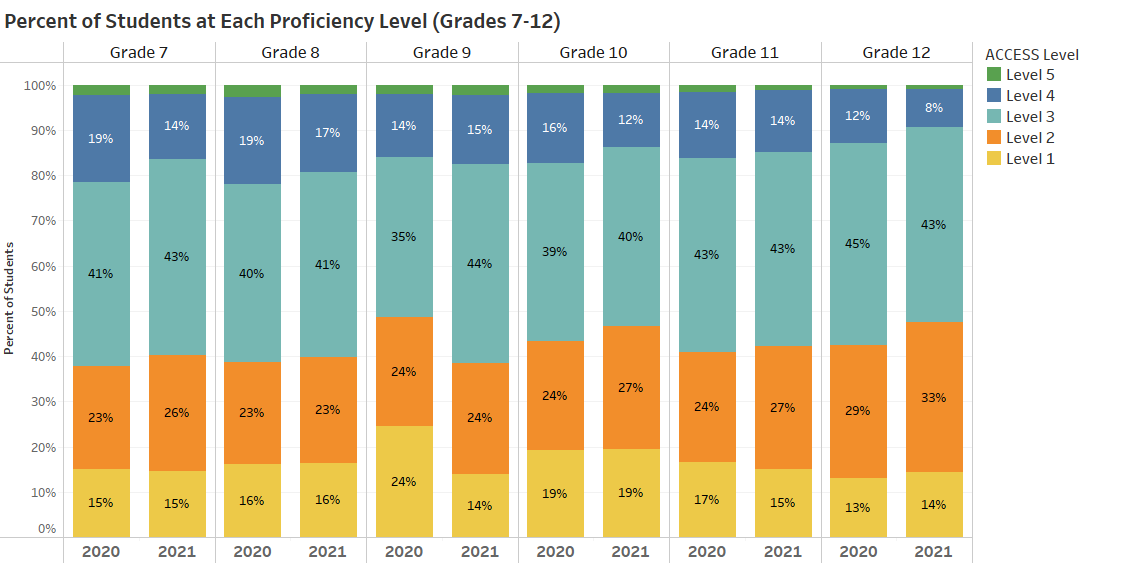 Percent of Students at Each Proficiency Level (Grades 7-12)
Grade 7 Grade 8 Grade 9 Grade 10 Grade 11 Grade 12
ACCESS Level
Level 5
Level 4
Level 3
Level 2
Level 1
Percent of Students
100%
90%
80%
70%
60%
50%
40%
30%
20%
10%
0%
19% 14% 19% 17% 14% 15% 16% 12% 14% 14% 12% 8%
41% 43% 40% 41% 35% 44% 39% 40% 43% 43% 45% 43%
23% 26% 23% 23% 24% 24% 24% 27% 24% 27% 29% 33%
15% 15% 16% 16% 24% 14% 19% 19% 17% 15% 13% 14%
2020 2021 2020 2021 2020 2021 2020 2021 2020 2021 2020 2021